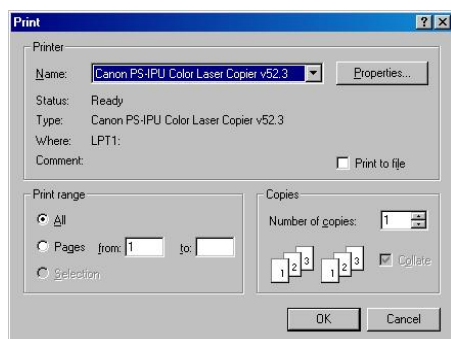 Print
Printer
Name: Canon PS-IPU Color Laser Copier v52.3 Properties...
Status: Ready
Type: Canon PS-IPU Color Laser Copier v52.3
Where: LPT1:
Comment: Print to file
Print range
All
Pages from: 1 to:
Selection
Copies
Number of copies: 1
1 2 3 1 2 3 Collate
OK Cancel